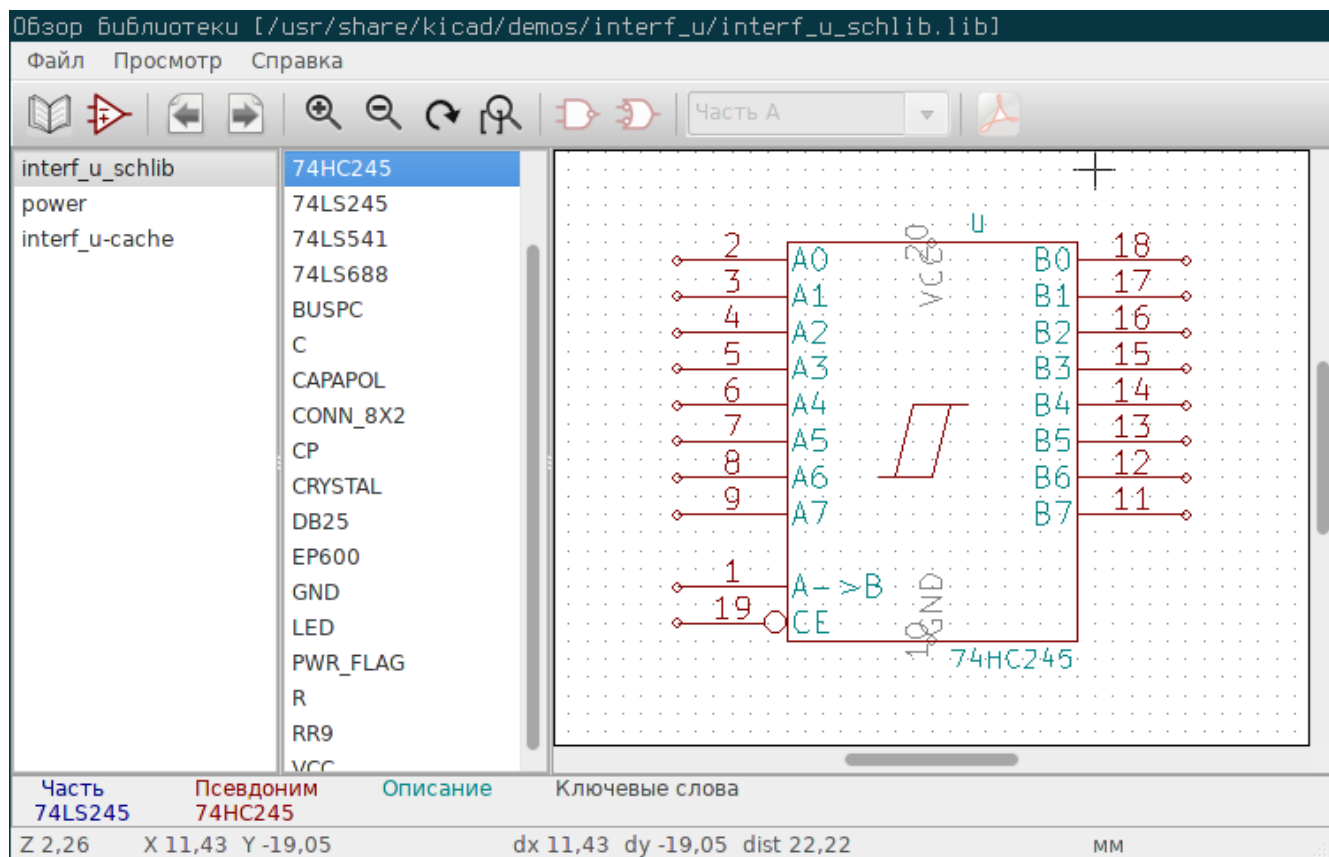 Обзор библиотеки [/usr/share/kicad/demos/interf_u/interf_u_schlib.lib]
Файл Просмотр Справка
Часть A
interf_u_schlib
power
interf_u-cache
74HC245
74LS245
74LS541
74LS688
BUSPC
C
CAPAPOL
CONN_8X2
CP
CRYSTAL
DB25
EP600
GND
LED
PWR_FLAG
R
RR9
VCC
U
20
VCC
2 A0 B0 18
3 A1 B1 17
4 A2 B2 16
5 A3 B3 15
6 A4 B4 14
7 A5 B5 13
8 A6 B6 12
9 A7 B7 11
1 A->B
19 CE
GND
10
74HC245
Часть Псевдоним Описание Ключевые слова
74LS245 74HC245
Z 2,26 X 11,43 Y -19,05 dx 11,43 dy -19,05 dist 22,22 мм